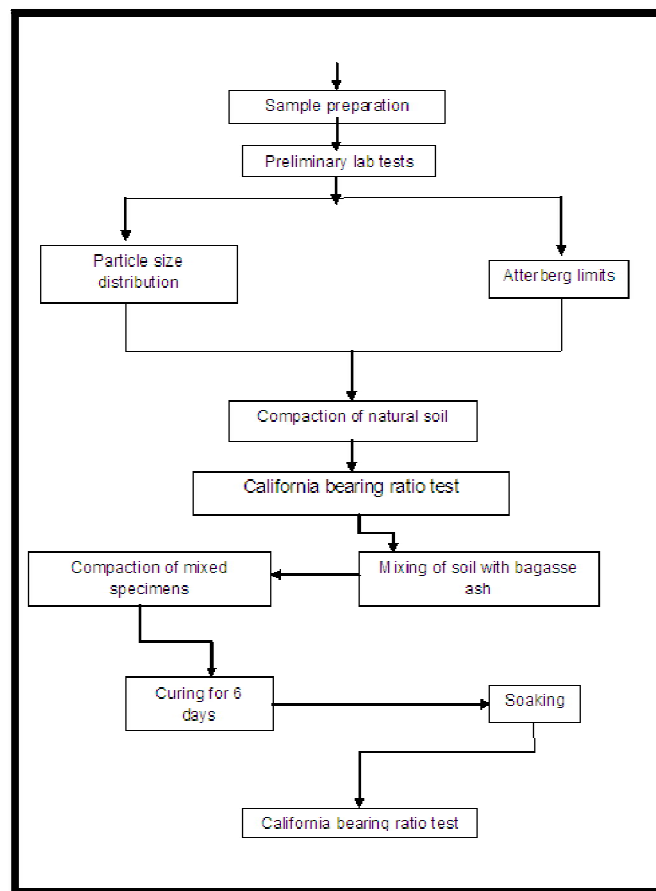 Sample preparation
Preliminary lab tests
Particle size
distribution
Atterberg limits
Compaction of natural soil
California bearing ratio test
Compaction of mixed
specimens
Mixing of soil with bagasse
ash
Curing for 6
days
Soaking
California bearing ratio test